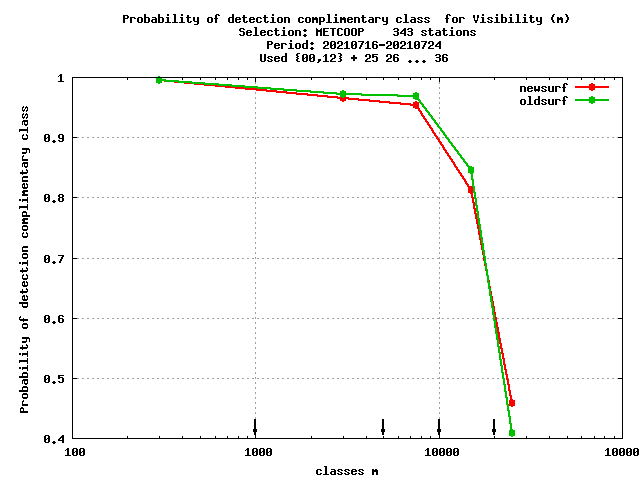 Probability of detection complimentary class  for Visibility (m)
Selection: METCOOP    343 stations
Period: 20210716-20210724
Used {00,12} + 25 26 ... 36
newsurf
oldsurf
1
0.9
0.8
0.7
0.6
0.5
0.4
Probability of detection complimentary class
100
1000
10000
10000
classes m